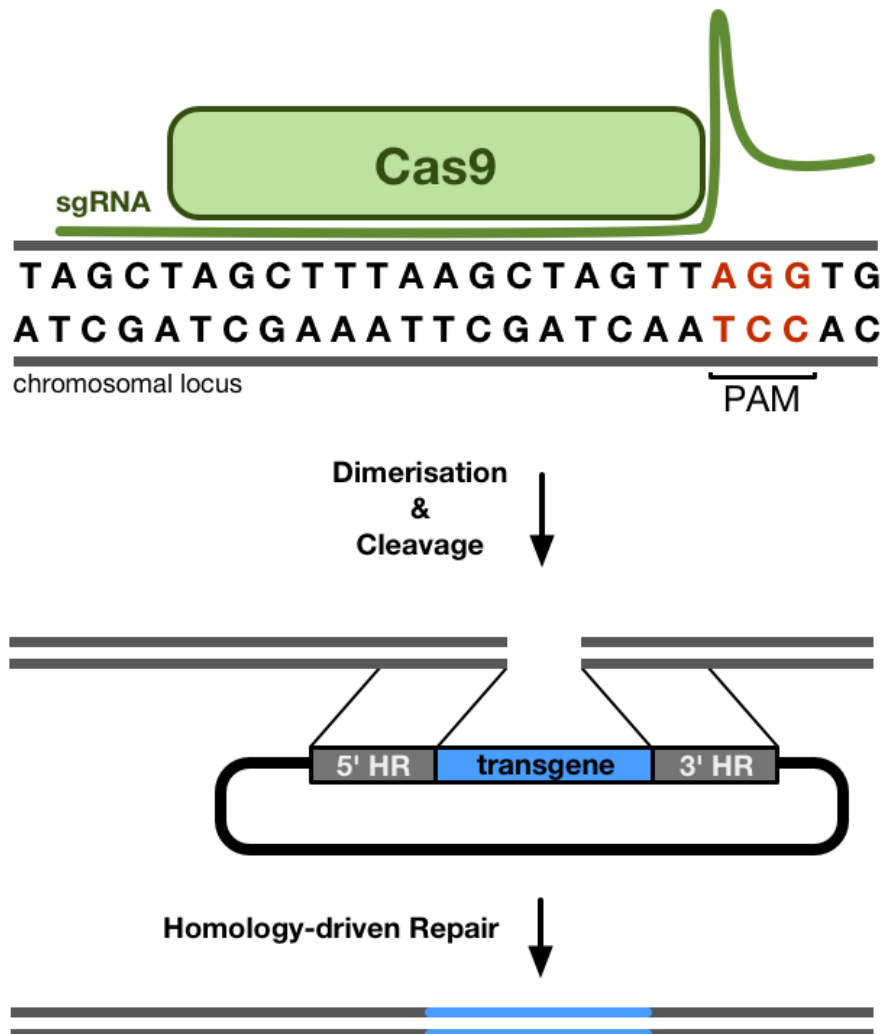 Cas9
sgRNA
TAGCTAGCTTTAAGCTAGTTAGGTG
ATCGATCGAAATTCGATCAATCCAC
chromosomal locus
PAM
Dimerisation
&
Cleavage
5' HR
transgene
3' HR
Homology-driven Repair